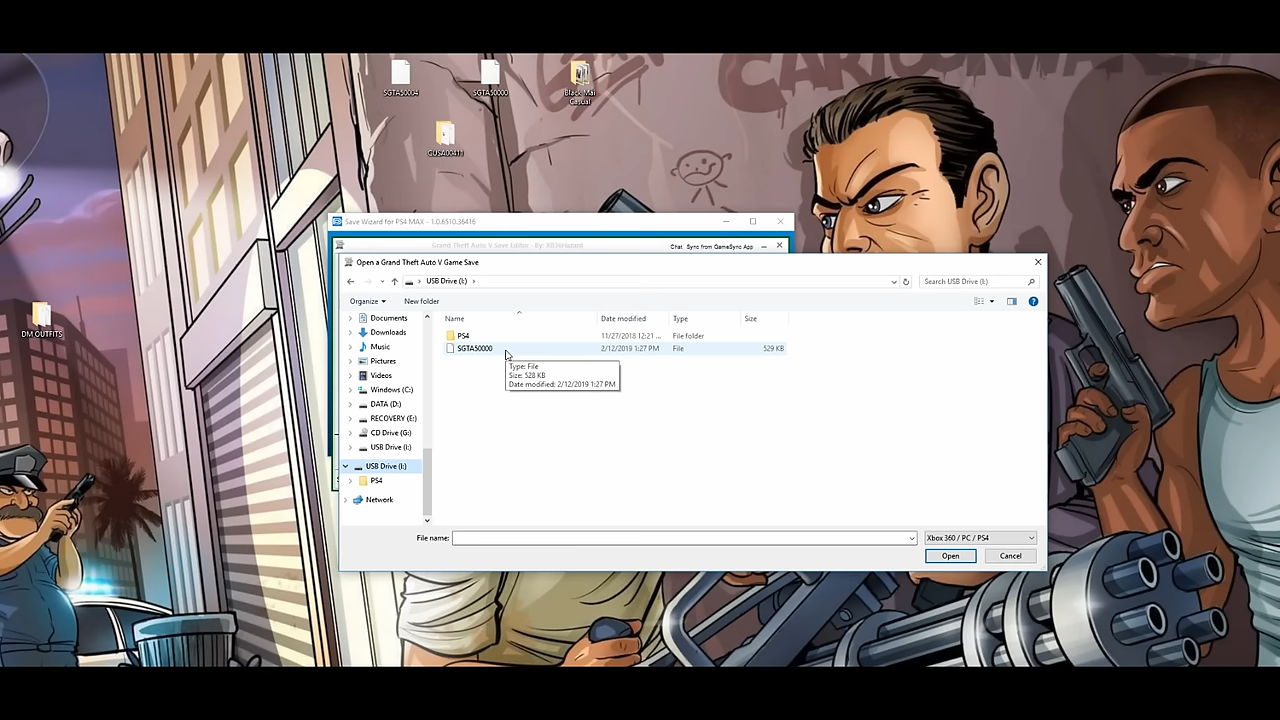 CARTOON
SGTA50004
SGTA50000
Black Mai
Casual
CUSA00411
DM OUTFITS
Save Wizard for PS4 MAX - 1.0.6510.36416
Grand Theft Auto V Save Editor - By: XB36Hazard
Chat Sync from GameSync App
Open a Grand Theft Auto V Game Save
USB Drive (I:)
Search USB Drive (I:)
Organize
New folder
Name Date modified Type Size
PS4 11/27/2018 12:21 ... File folder
SGTA50000 2/12/2019 1:27 PM File 529 KB
Type: File
Size: 528 KB
Date modified: 2/12/2019 1:27 PM
Documents
Downloads
Music
Pictures
Videos
Windows (C:)
DATA (D:)
RECOVERY (E:)
CD Drive (G:)
USB Drive (I:)
USB Drive (I:)
PS4
Network
File name:
Xbox 360 / PC / PS4
Open
Cancel